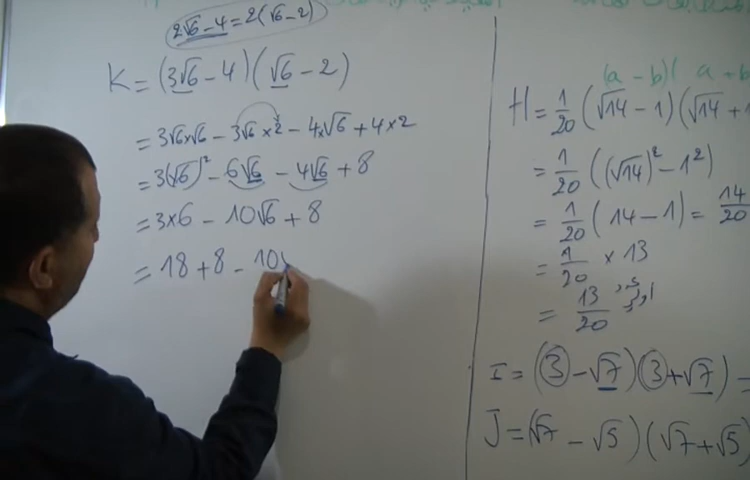 2√6 - 4 = 2(√6 - 2)
K = (3√6 - 4)(√6 - 2)
= 3√6×√6 - 3√6×2 - 4×√6 + 4×2
= 3(√6)² - 6√6 - 4√6 + 8
= 3×6 - 10√6 + 8
= 18 + 8 - 10
(a - b)( a + b
H = 1/20 (√14 - 1)(√14 + 1
= 1/20 ((√14)² - 1²)
= 1/20 (14 - 1) = 14/20
= 1/20 × 13
= 13/20
I = (3 - √7)(3 + √7) =
J = (√7 - √5)(√7 + √5)